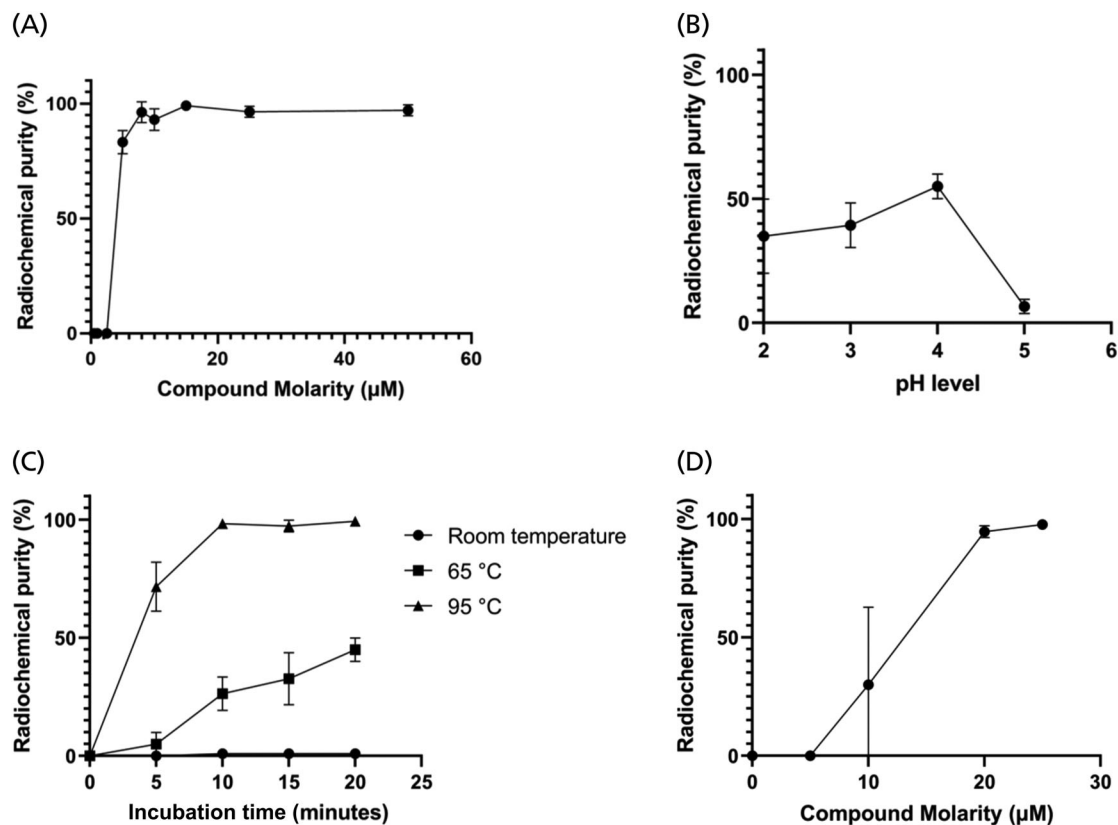 (A)
Radiochemical purity (%)
100
50
0
0 20 40 60
Compound Molarity (μM)
(B)
Radiochemical purity (%)
100
50
0
2 3 4 5 6
pH level
(C)
Radiochemical purity (%)
100
50
0
0 5 10 15 20 25
Incubation time (minutes)
Room temperature
65 °C
95 °C
(D)
Radiochemical purity (%)
100
50
0
0 10 20 30
Compound Molarity (μM)